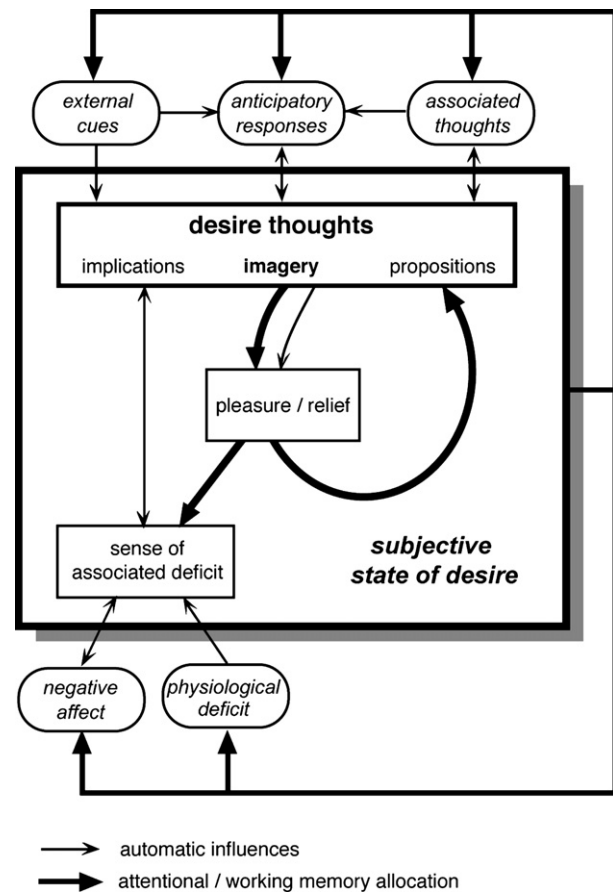 external
cues
anticipatory
responses
associated
thoughts
desire thoughts
implications
imagery
propositions
pleasure / relief
sense of
associated deficit
subjective
state of desire
negative
affect
physiological
deficit
automatic influences
attentional / working memory allocation